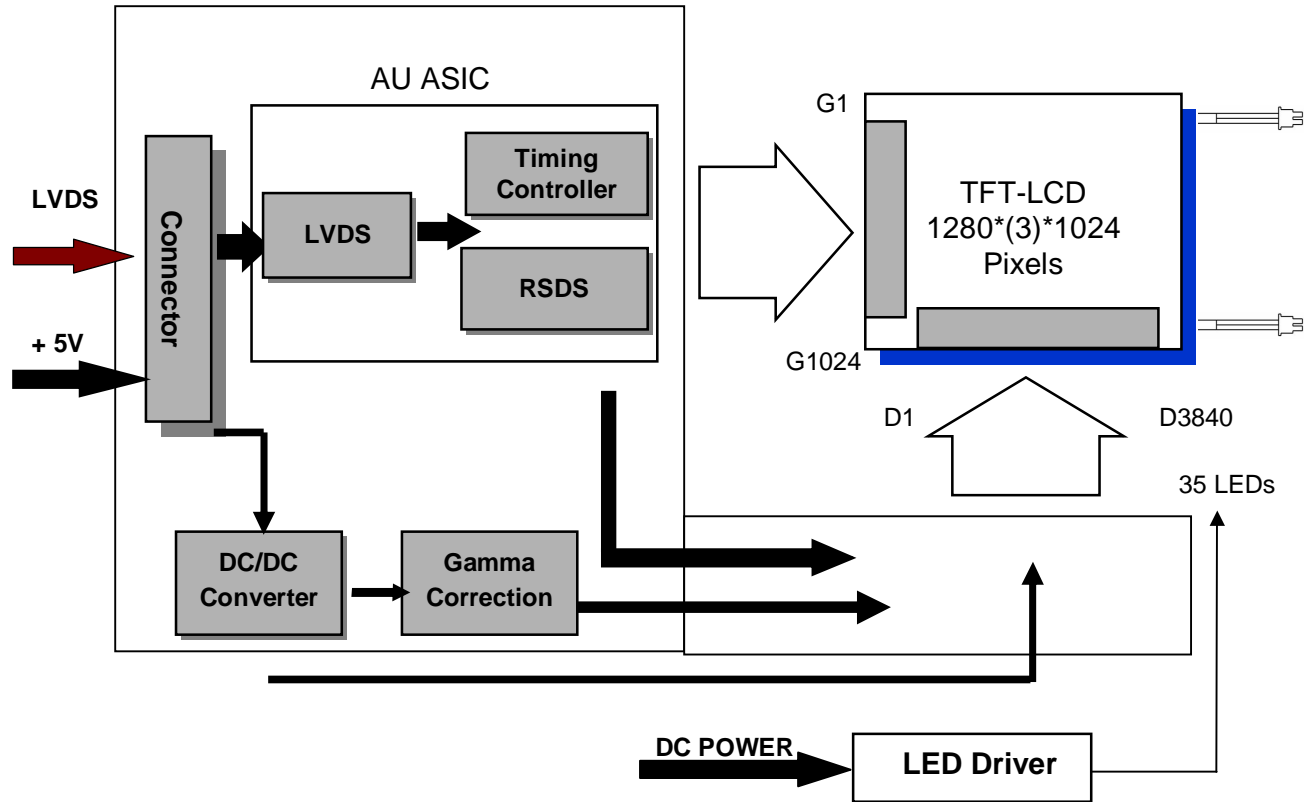 AU ASIC
LVDS
+ 5V
Connector
LVDS
Timing
Controller
RSDS
DC/DC
Converter
Gamma
Correction
G1
TFT-LCD
1280*(3)*1024
Pixels
G1024
D1
D3840
35 LEDs
DC POWER
LED Driver